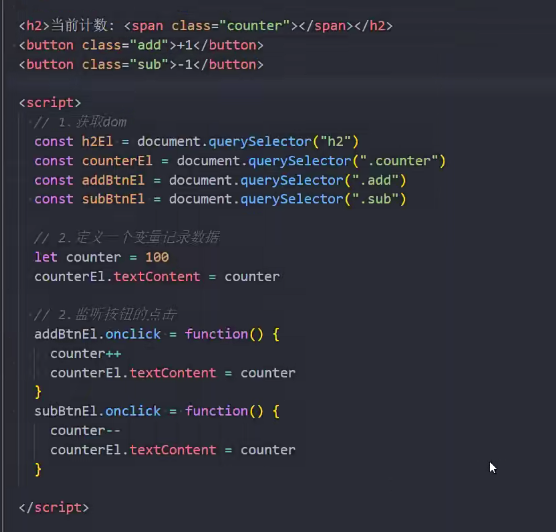 <h2>当前计数: <span class="counter"></span></h2>
<button class="add">+1</button>
<button class="sub">-1</button>
<script>
// 1.获取dom
const h2El = document.querySelector("h2")
const counterEl = document.querySelector(".counter")
const addBtnEl = document.querySelector(".add")
const subBtnEl = document.querySelector(".sub")
// 2.定义一个变量记录数据
let counter = 100
counterEl.textContent = counter
// 2.监听按钮的点击
addBtnEl.onclick = function() {
counter++
counterEl.textContent = counter
}
subBtnEl.onclick = function() {
counter--
counterEl.textContent = counter
}
</script>